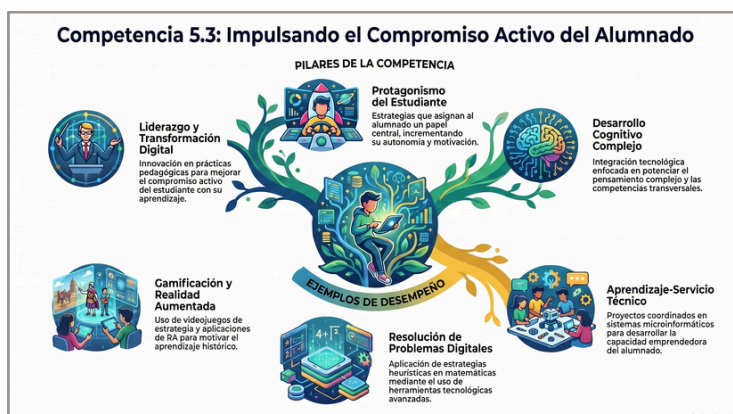 Competencia 5.3: Impulsando el Compromiso Activo del Alumnado
PILARES DE LA COMPETENCIA
Liderazgo y
Transformación
Digital
Innovación en prácticas
pedagógicas para mejorar
el compromiso activo
del estudiante con su
aprendizaje.
Protagonismo
del Estudiante
Estrategias que asignan al
alumnado un papel
central, incrementando
su autonomía y motivación.
Desarrollo
Cognitivo
Complejo
Integración tecnológica
enfocada en potenciar el
pensamiento complejo y las
competencias transversales.
EJEMPLOS DE DESEMPEÑO
Gamificación y
Realidad
Aumentada
Uso de videojuegos de
estrategia y aplicaciones
de RA para motivar el
aprendizaje histórico.
Resolución de
Problemas Digitales
Aplicación de estrategias
heurísticas en matemáticas
mediante el uso de
herramientas tecnológicas
avanzadas.
Aprendizaje-Servicio
Técnico
Proyectos coordinados en
sistemas microinformáticos
para desarrollar la
capacidad emprendedora
del alumnado.